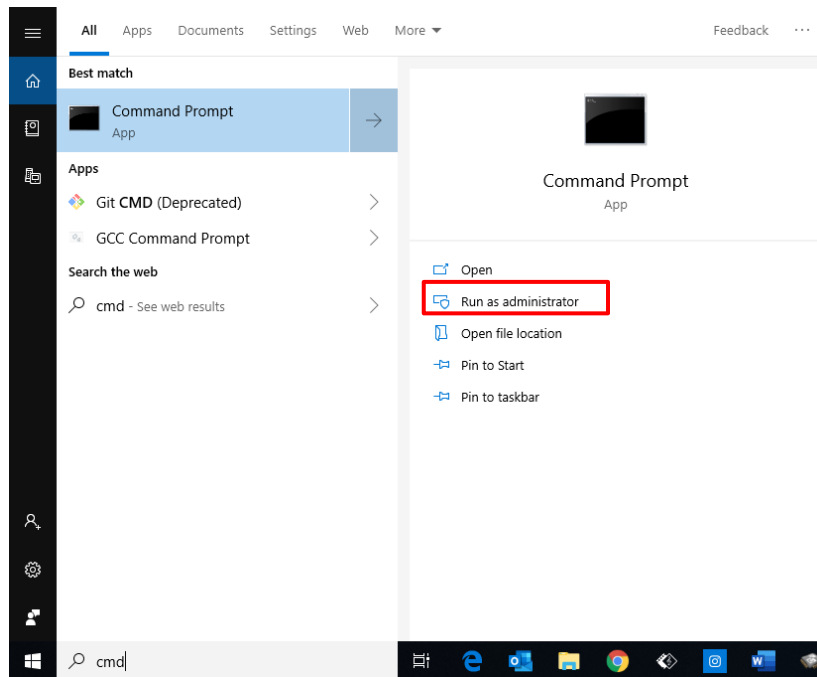 All Apps Documents Settings Web More Feedback ...
Best match
Command Prompt
App
Apps
Git CMD (Deprecated)
GCC Command Prompt
Search the web
cmd - See web results
Command Prompt
App
Open
Run as administrator
Open file location
Pin to Start
Pin to taskbar
cmd